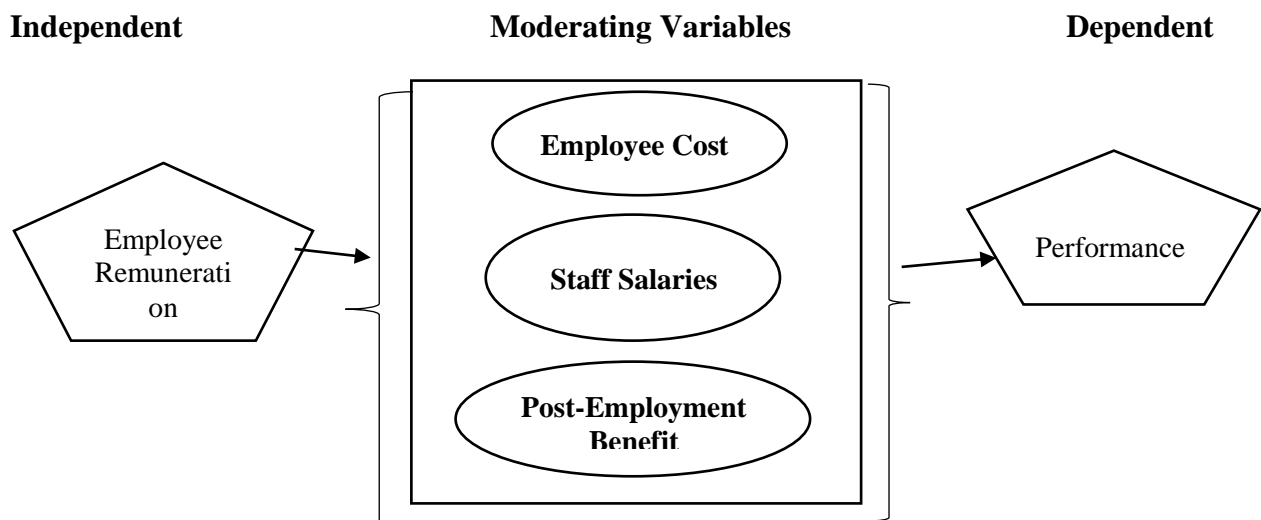 Independent
Moderating Variables
Dependent
Employee
Remunerati
on
Employee Cost
Staff Salaries
Post-Employment
Benefit
Performance